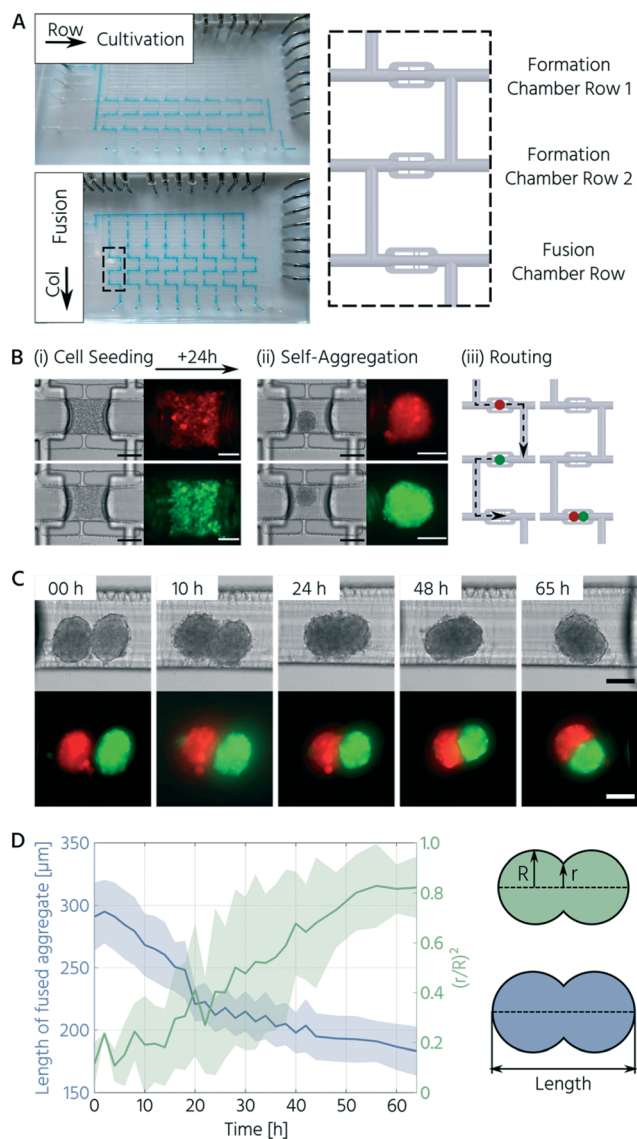 A
Row
Cultivation
Fusion
Col
Formation
Chamber Row 1
Formation
Chamber Row 2
Fusion
Chamber Row
B
(i) Cell Seeding
+24h
(ii) Self-Aggregation
(iii) Routing
C
00 h
10 h
24 h
48 h
65 h
D
Length of fused aggregate [µm]
350
300
250
200
150
1.0
0.8
0.6
0.4
0.2
0
(r/R)²
0
10
20
30
40
50
60
Time [h]
R
r
Length